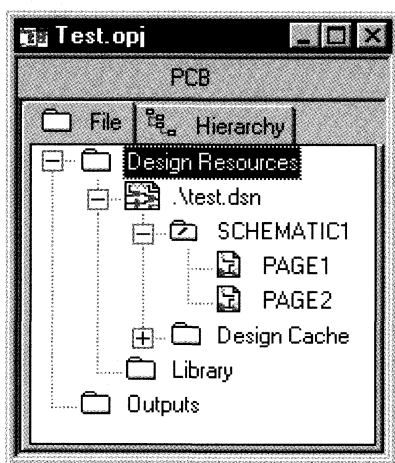 Test.opj
PCB
File Hierarchy
Design Resources
.\test.dsn
SCHEMATIC1
PAGE1
PAGE2
Design Cache
Library
Outputs